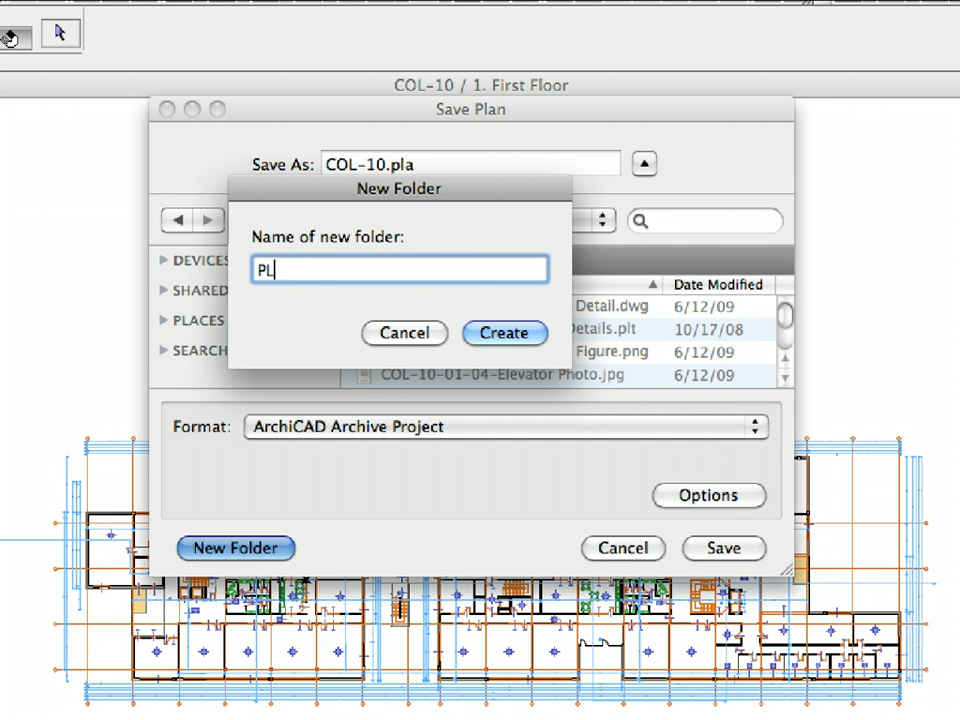 COL-10 / 1. First Floor
Save Plan
Save As: COL-10.pla
New Folder
Name of new folder:
PL
Cancel Create
DEVICES
SHARED
PLACES
SEARCH
Date Modified
Detail.dwg 6/12/09
Details.plt 10/17/08
Figure.png 6/12/09
COL-10-01-04-Elevator Photo.jpg 6/12/09
Format: ArchiCAD Archive Project
Options
New Folder Cancel Save